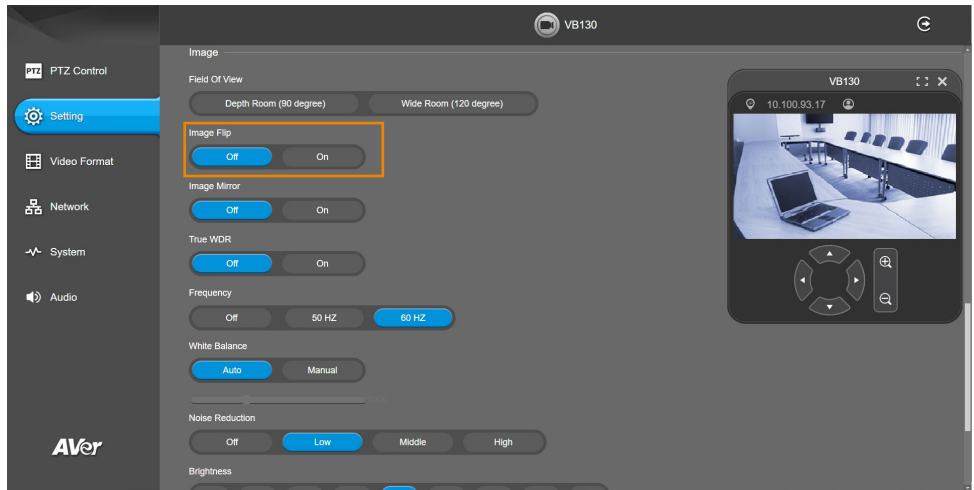 VB130
PTZ PTZ Control
Setting
Video Format
Network
System
Audio
AVer
Image
Field Of View
Depth Room (90 degree) Wide Room (120 degree)
Image Flip
Off On
Image Mirror
Off On
True WDR
Off On
Frequency
Off 50 HZ 60 HZ
White Balance
Auto Manual
Noise Reduction
Off Low Middle High
Brightness
VB130
10.100.93.17